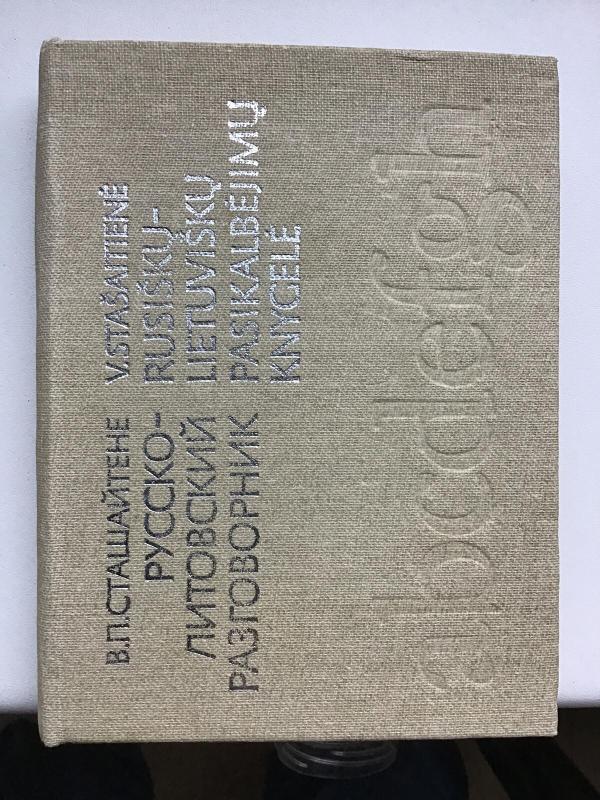 В.П.СТАШАЙТЕНЕ
РУССКО-
ЛИТОВСКИЙ
РАЗГОВОРНИК
V.STAŠAITIENĖ
RUSIŠKŲ-
LIETUVIŠKŲ
PASIKALBĖJIMŲ
KNYGELĖ
abcdefgh